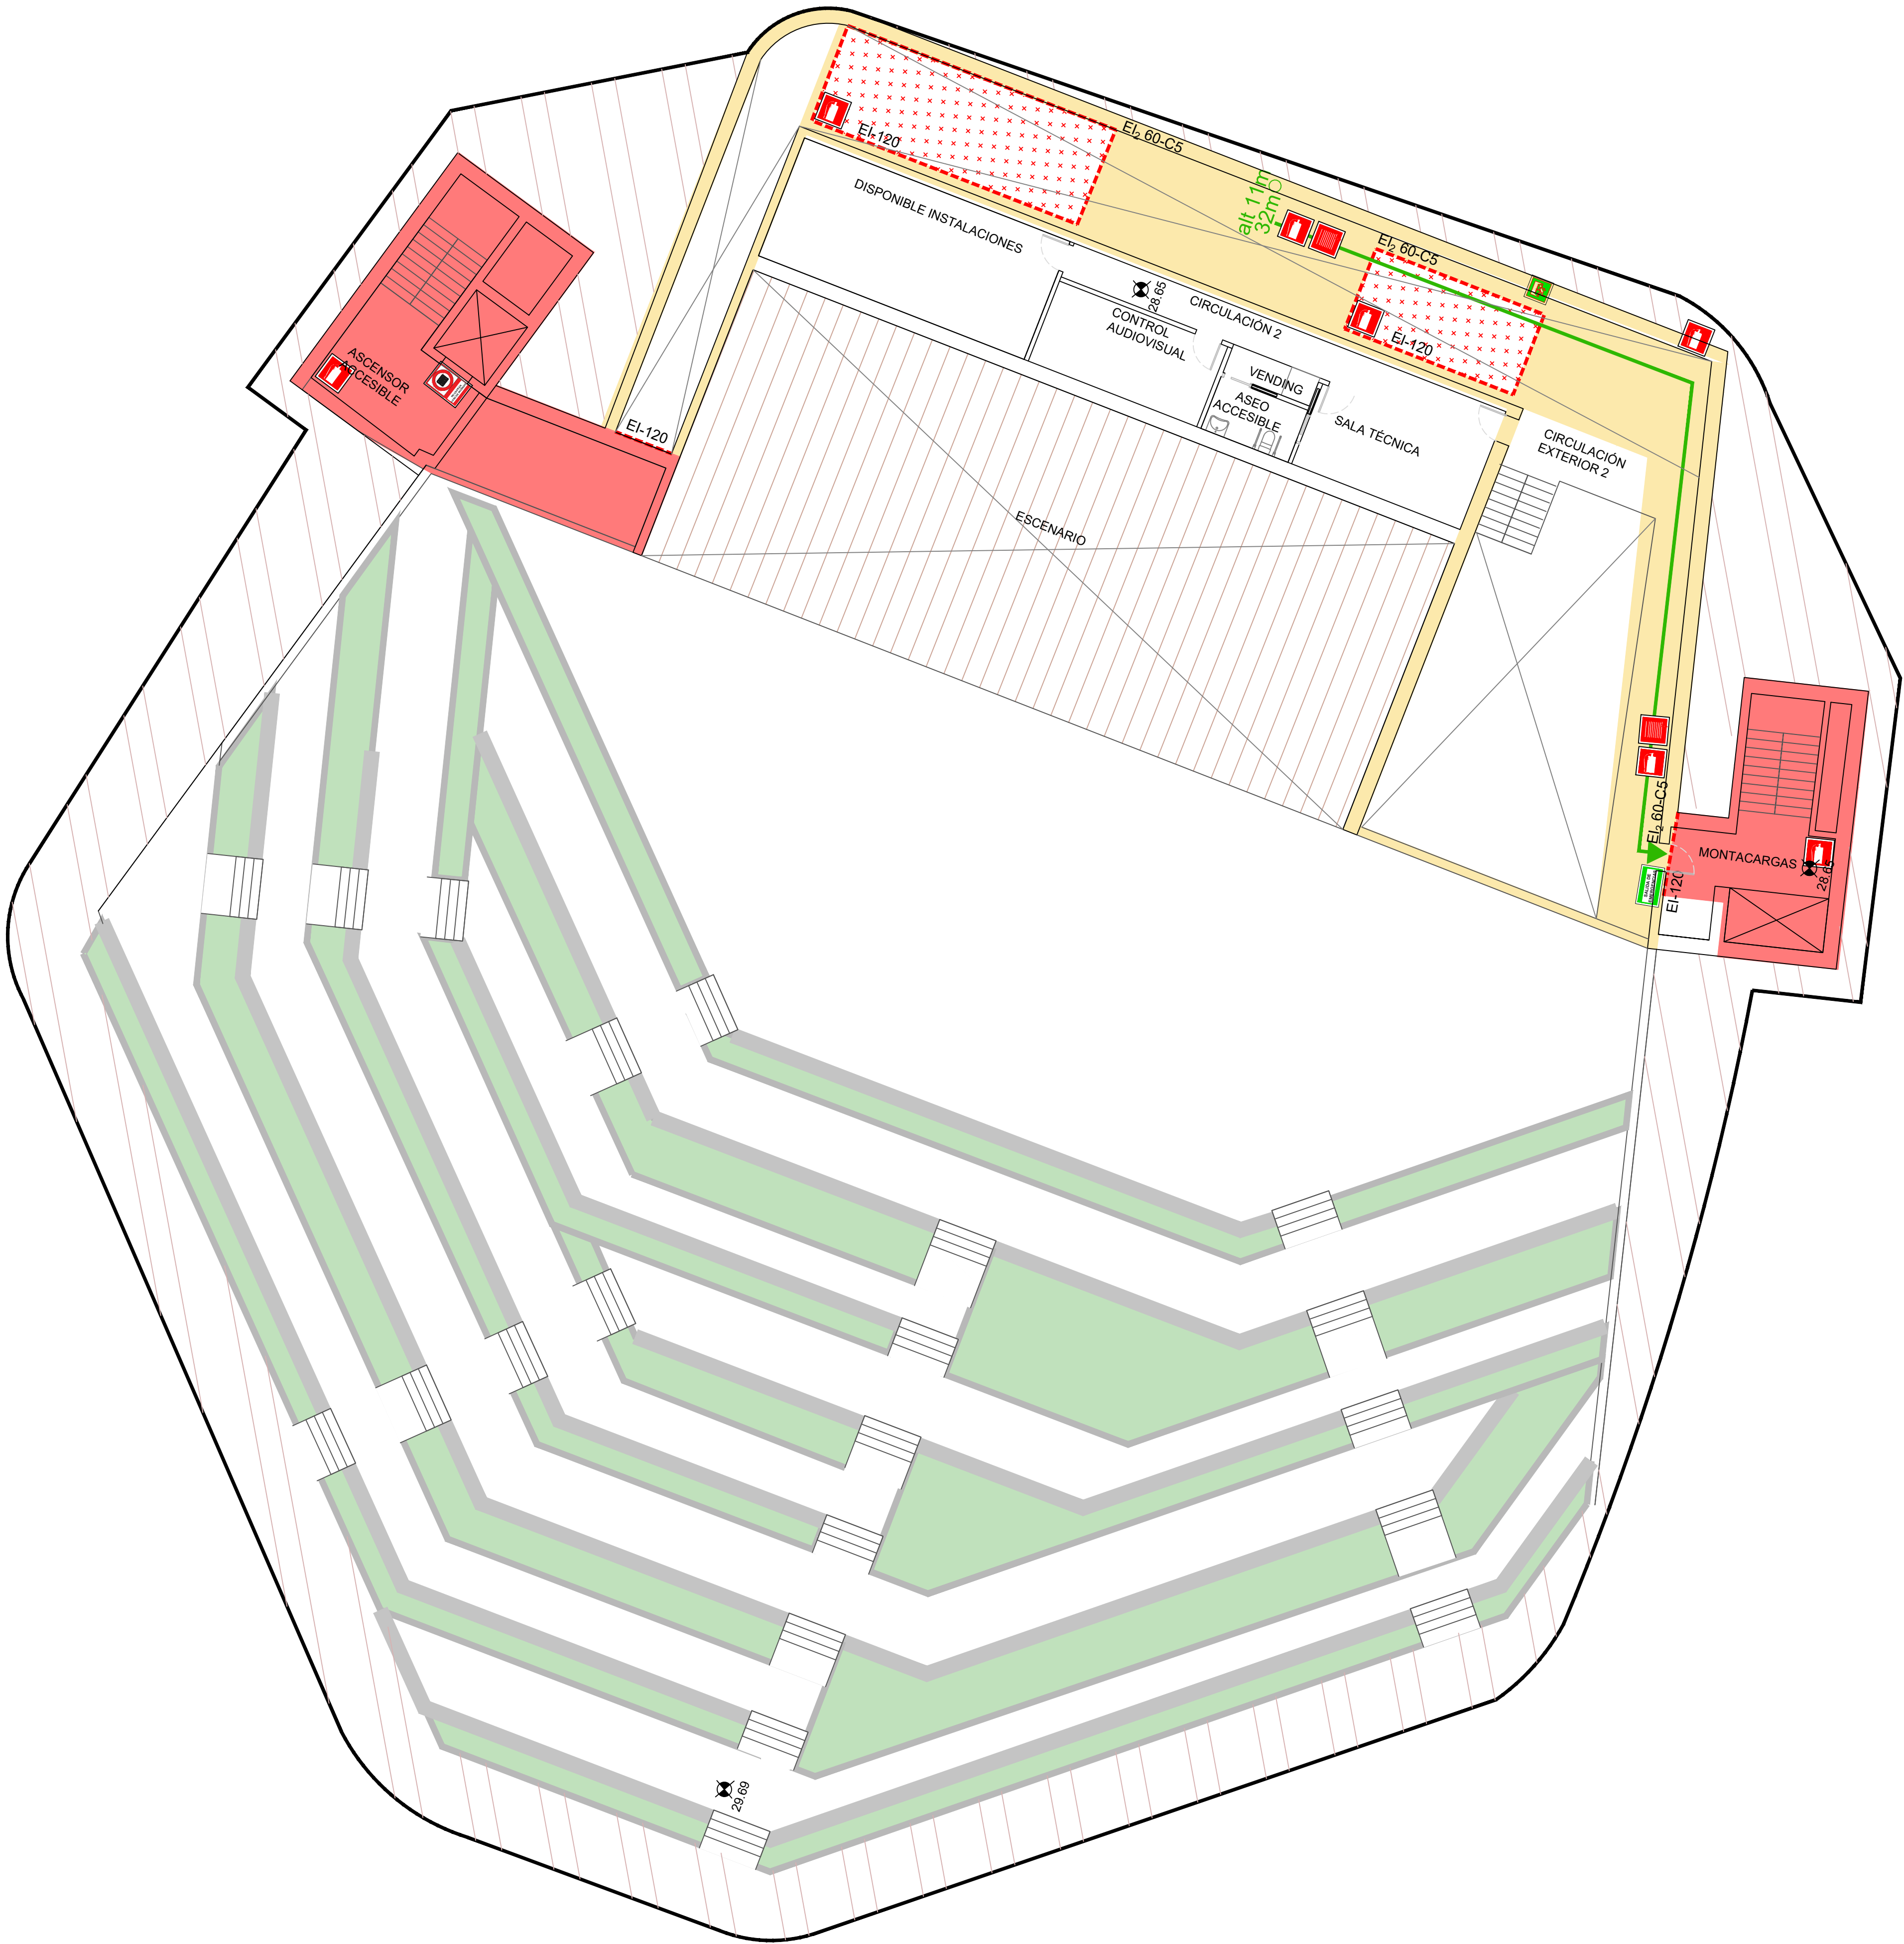 EI-120
EI₂ 60-C5
DISPONIBLE INSTALACIONES
alt 11m
32m
EI₂ 60-C5
28.65
CIRCULACIÓN 2
CONTROL
AUDIOVISUAL
EI-120
VENDING
ASEO
ACCESIBLE
SALA TÉCNICA
CIRCULACIÓN
EXTERIOR 2
ASCENSOR
ACCESIBLE
EI-120
ESCENARIO
EI₂ 60-C5
MONTACARGAS
28.65
EI-120
29.69